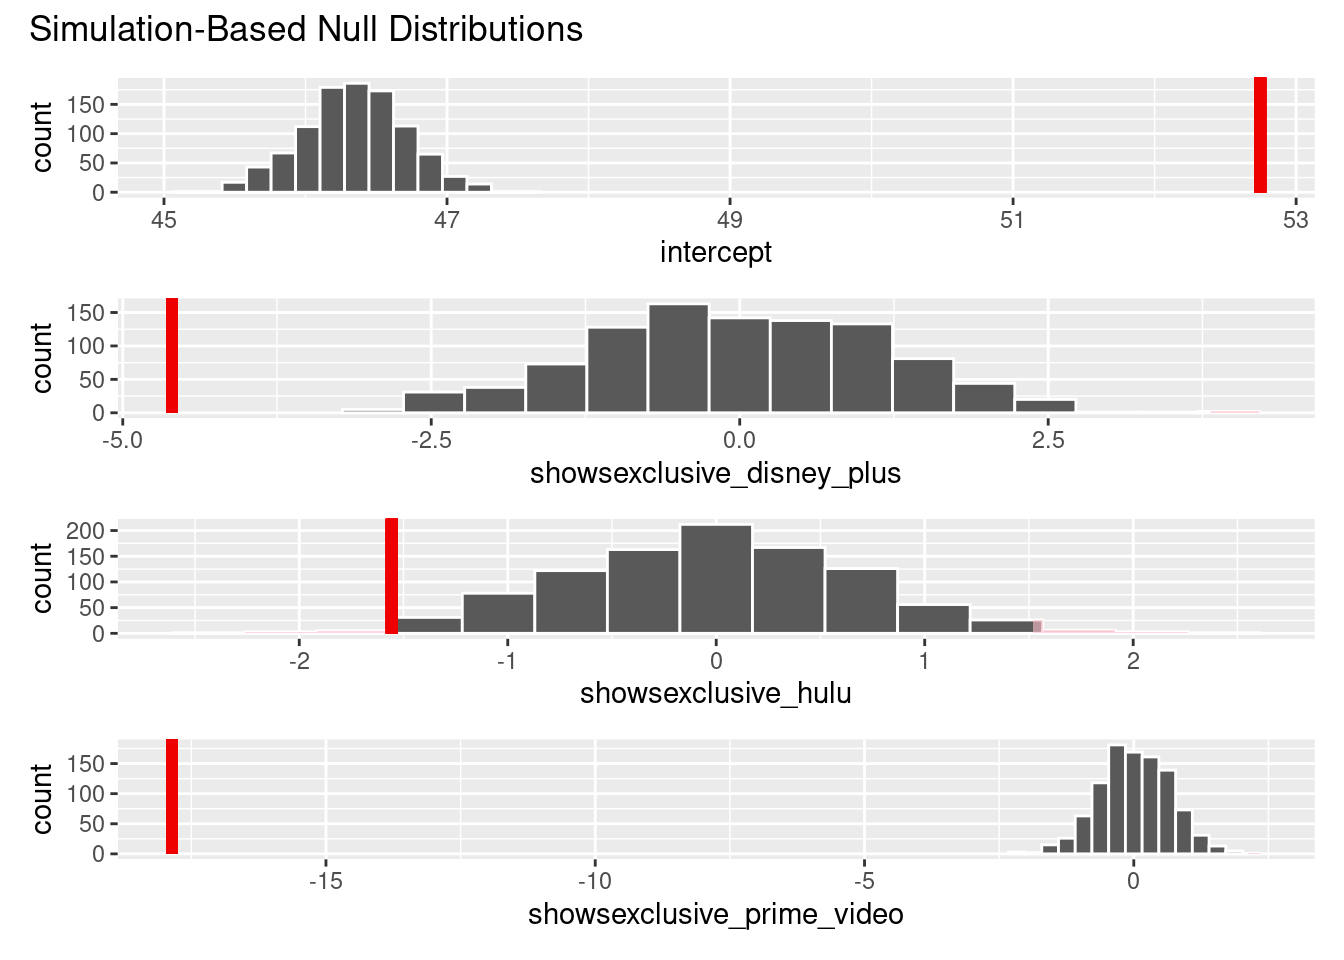 Simulation-Based Null Distributions
count
150
100
50
0
45 47 49 51 53
intercept
count
150
100
50
0
-5.0 -2.5 0.0 2.5
showsexclusive_disney_plus
count
200
150
100
50
0
-2 -1 0 1 2
showsexclusive_hulu
count
150
100
50
0
-15 -10 -5 0
showsexclusive_prime_video